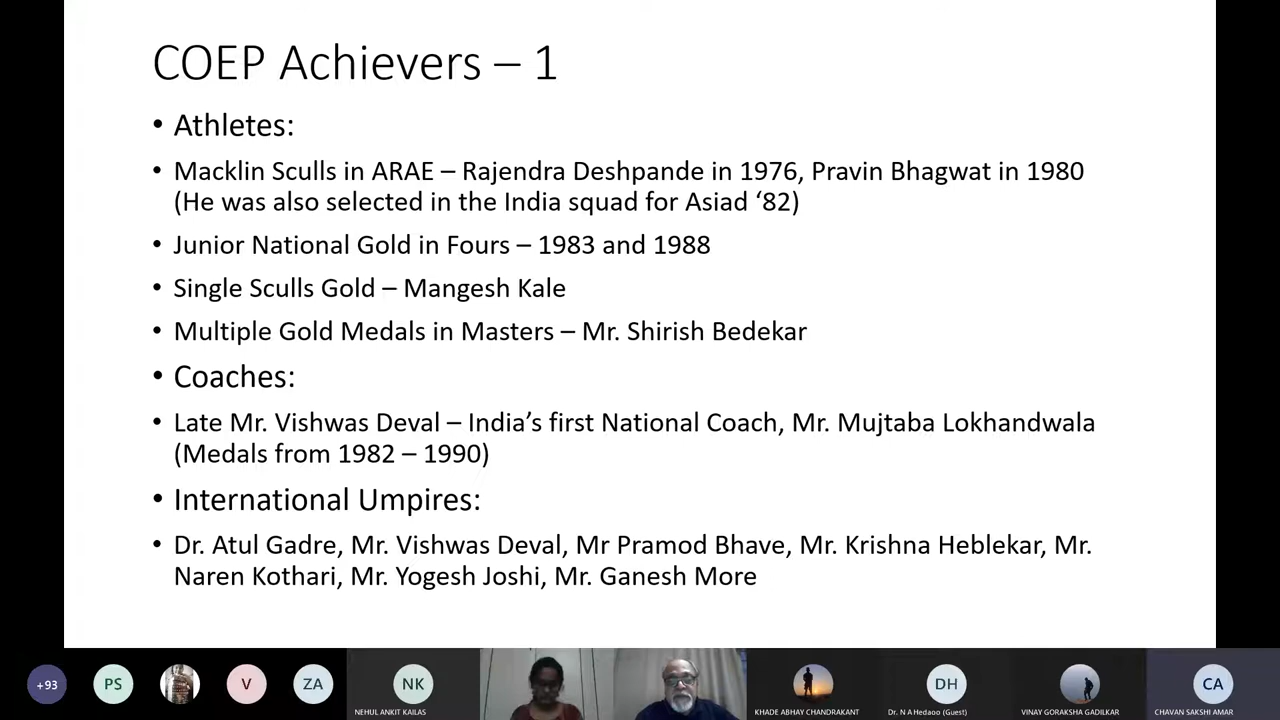 COEP Achievers – 1
• Athletes:
• Macklin Sculls in ARAE – Rajendra Deshpande in 1976, Pravin Bhagwat in 1980
(He was also selected in the India squad for Asiad ‘82)
• Junior National Gold in Fours – 1983 and 1988
• Single Sculls Gold – Mangesh Kale
• Multiple Gold Medals in Masters – Mr. Shirish Bedekar
• Coaches:
• Late Mr. Vishwas Deval – India’s first National Coach, Mr. Mujtaba Lokhandwala
(Medals from 1982 – 1990)
• International Umpires:
• Dr. Atul Gadre, Mr. Vishwas Deval, Mr Pramod Bhave, Mr. Krishna Heblekar, Mr.
Naren Kothari, Mr. Yogesh Joshi, Mr. Ganesh More
+93 PS V ZA NK DH CA
NEHUL ANKIT KAILAS KHADE ABHAY CHANDRAKANT Dr. N A Hedaoo (Guest) VINAY GORAKSHA GADILKAR CHAVAN SAKSHI AMAR